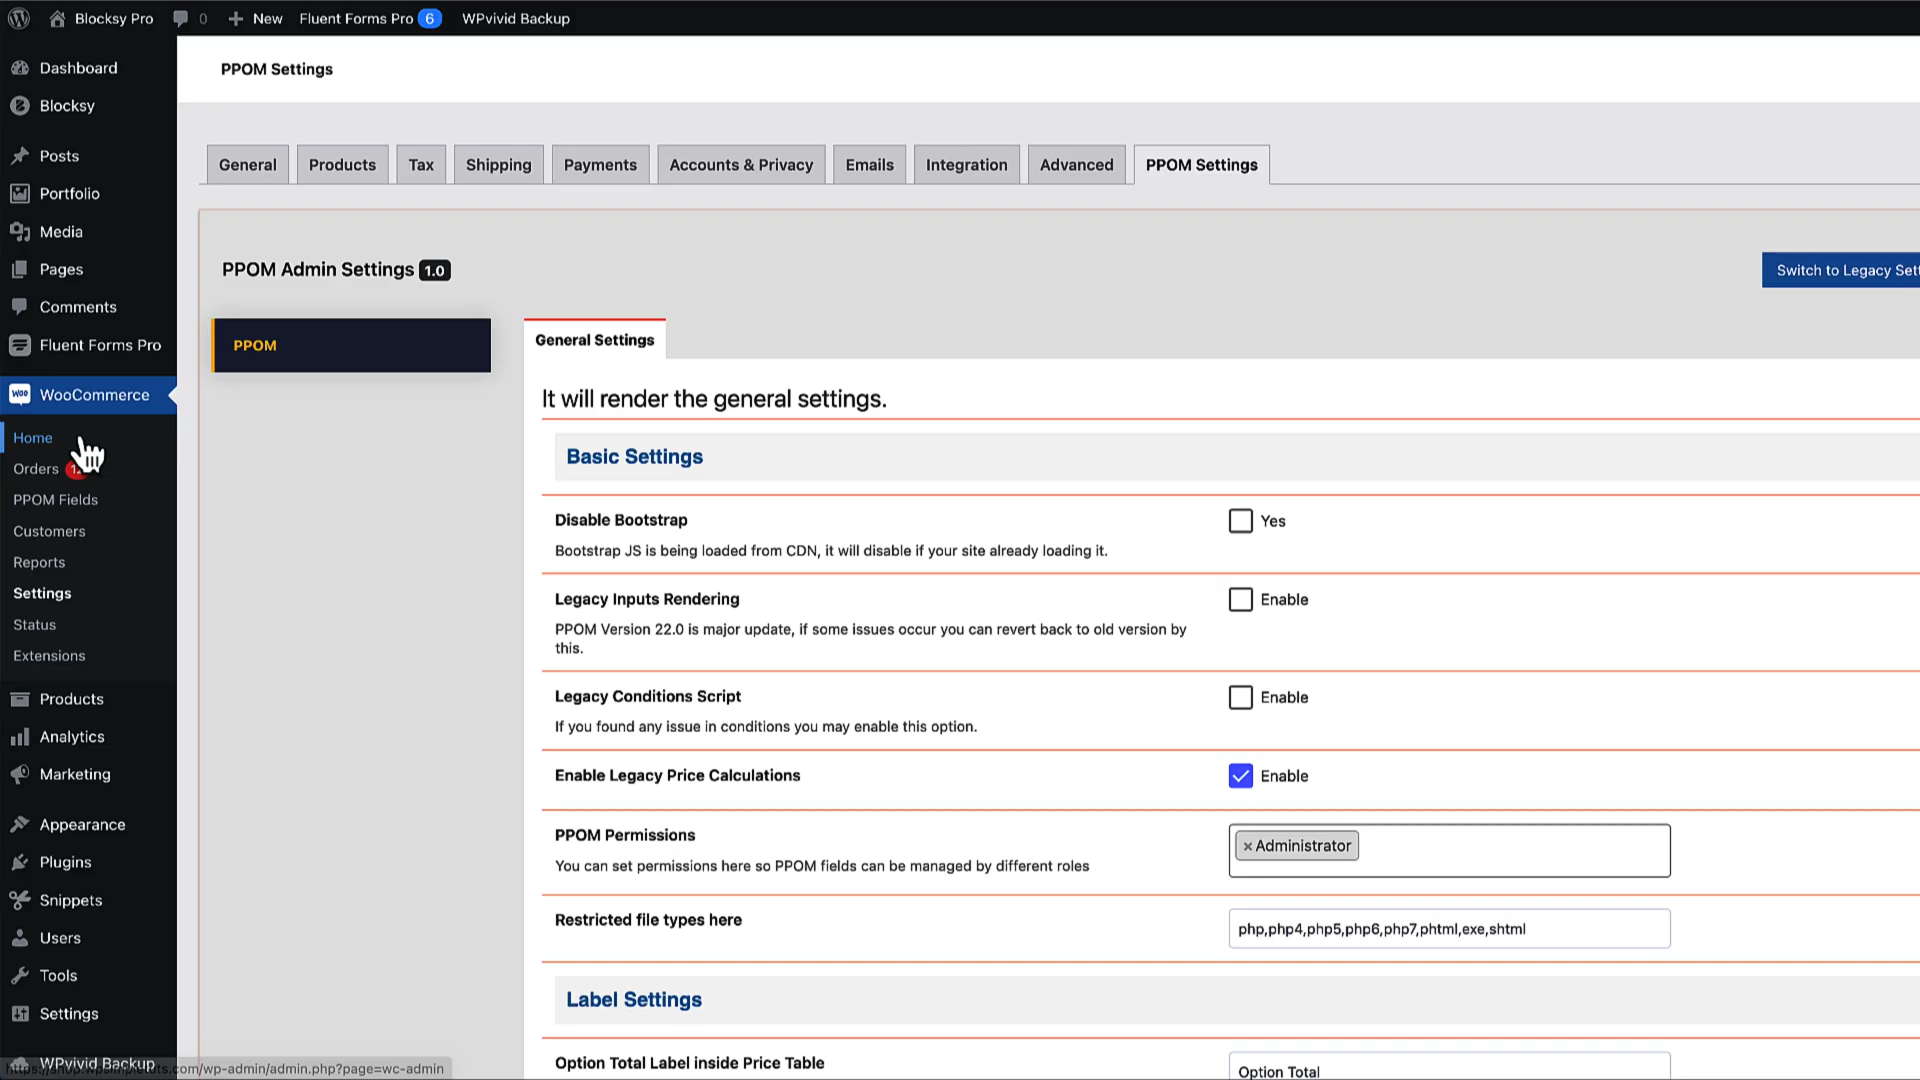 Blocksy Pro 0 New Fluent Forms Pro 6 WPvivid Backup
Dashboard
Blocksy
Posts
Portfolio
Media
Pages
Comments
Fluent Forms Pro
WooCommerce
Home
Orders
PPOM Fields
Customers
Reports
Settings
Status
Extensions
Products
Analytics
Marketing
Appearance
Plugins
Snippets
Users
Tools
Settings
WPvivid Backup
PPOM Settings
General Products Tax Shipping Payments Accounts & Privacy Emails Integration Advanced PPOM Settings
PPOM Admin Settings 1.0
Switch to Legacy Sett
PPOM
General Settings
It will render the general settings.
Basic Settings
Disable Bootstrap
Yes
Bootstrap JS is being loaded from CDN, it will disable if your site already loading it.
Legacy Inputs Rendering
Enable
PPOM Version 22.0 is major update, if some issues occur you can revert back to old version by
this.
Legacy Conditions Script
Enable
If you found any issue in conditions you may enable this option.
Enable Legacy Price Calculations
Enable
PPOM Permissions
×Administrator
You can set permissions here so PPOM fields can be managed by different roles
Restricted file types here
php,php4,php5,php6,php7,phtml,exe,shtml
Label Settings
Option Total Label inside Price Table
Option Total